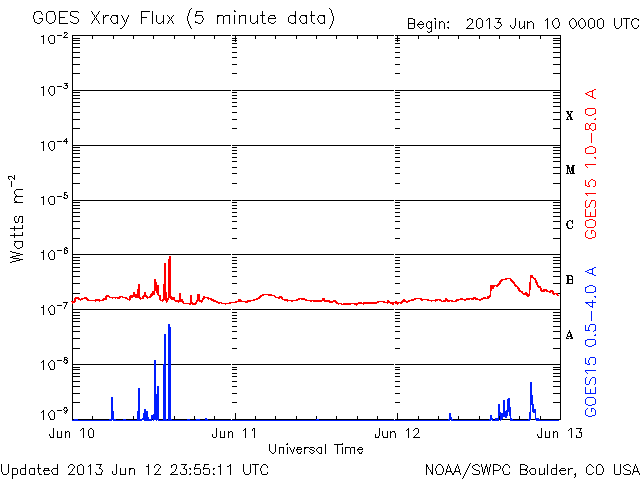 GOES Xray Flux (5 minute data)
Begin: 2013 Jun 10 0000 UTC
10⁻²
10⁻³
10⁻⁴
10⁻⁵
10⁻⁶
10⁻⁷
10⁻⁸
10⁻⁹
Watts m⁻²
X
M
C
B
A
GOES15 1.0-8.0 A
GOES15 0.5-4.0 A
Jun 10 Jun 11 Jun 12 Jun 13
Universal Time
Updated 2013 Jun 12 23:55:11 UTC
NOAA/SWPC Boulder, CO USA